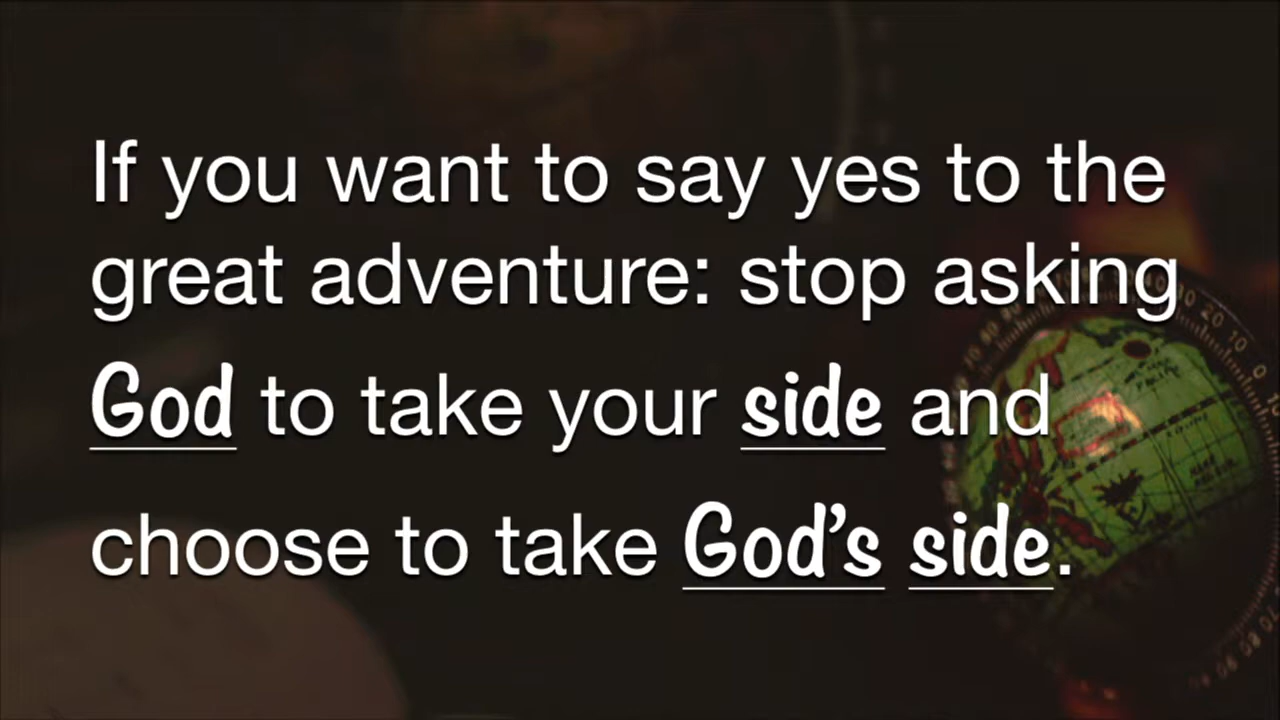 If you want to say yes to the
great adventure: stop asking
God to take your side and
choose to take God’s side.